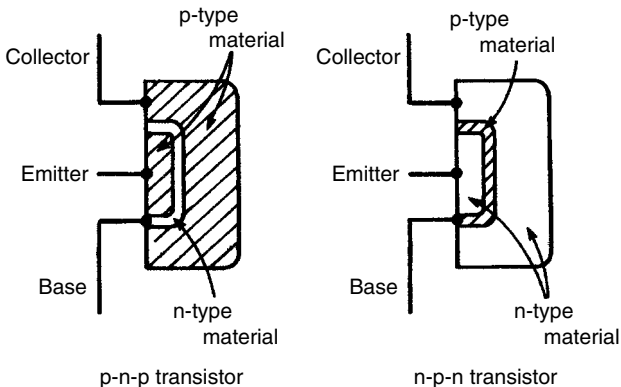 p-type
material
Collector
Emitter
Base
n-type
material
p-n-p transistor
p-type
material
Collector
Emitter
Base
n-type
material
n-p-n transistor